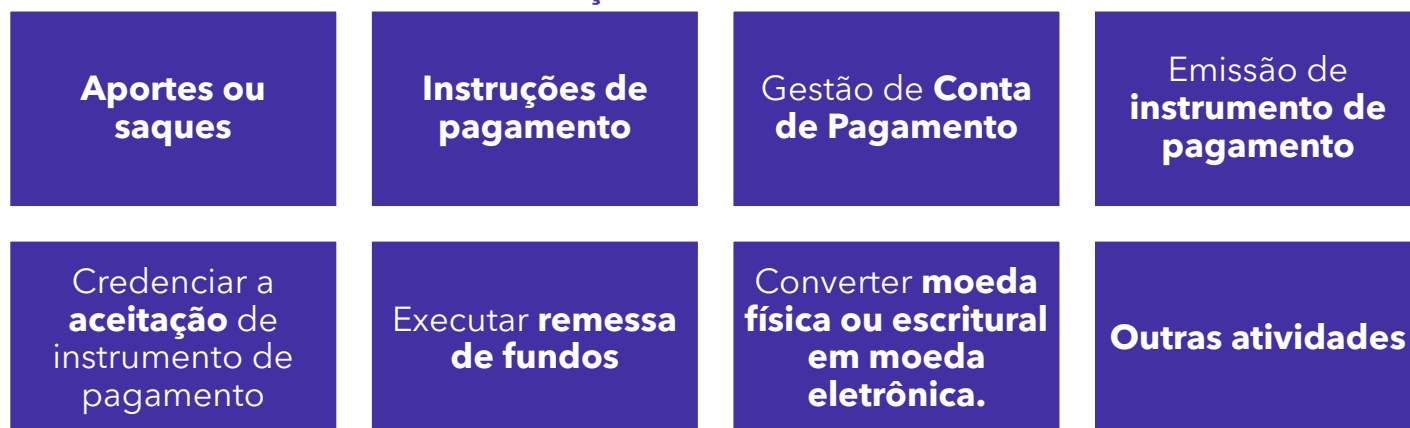 Aportes ou
saques
Instruções de
pagamento
Gestão de Conta
de Pagamento
Emissão de
instrumento de
pagamento
Credenciar a
aceitação de
instrumento de
pagamento
Executar remessa
de fundos
Converter moeda
física ou escritural
em moeda
eletrônica.
Outras atividades